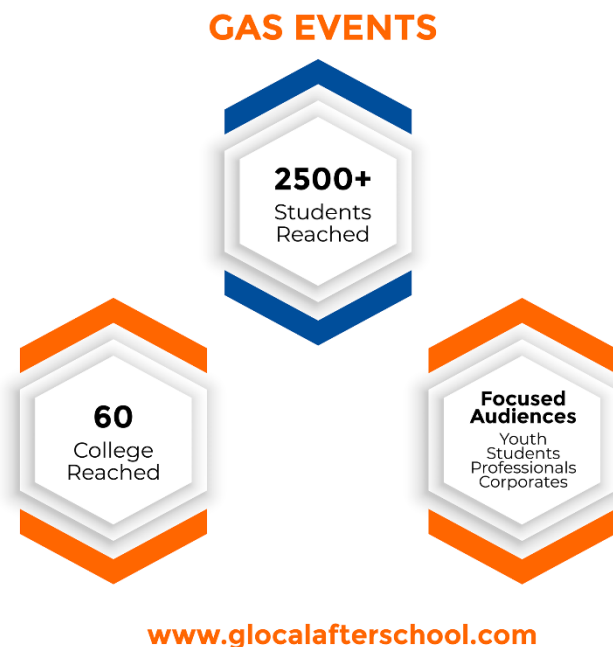 GAS EVENTS
2500+
Students
Reached
60
College
Reached
Focused
Audiences
Youth
Students
Professionals
Corporates
www.glocalafterschool.com